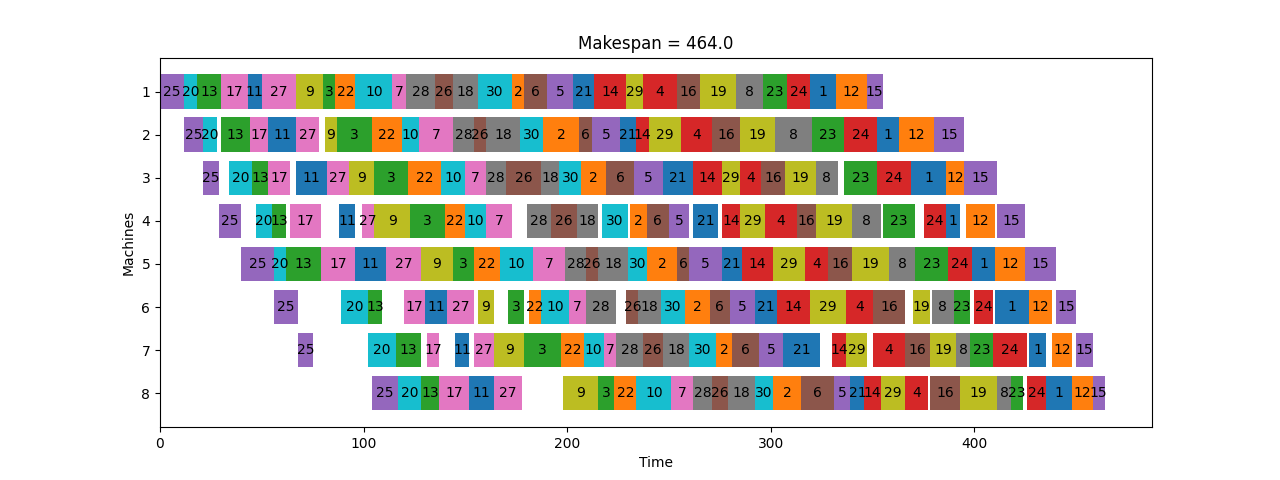 Makespan = 464.0
1 25 20 13 17 11 27 9 3 22 10 7 28 26 18 30 2 6 5 21 14 29 4 16 19 8 23 24 1 12 15
2 25 20 13 17 11 27 9 3 22 10 7 28 26 18 30 2 6 5 21 14 29 4 16 19 8 23 24 1 12 15
3 25 20 13 17 11 27 9 3 22 10 7 28 26 18 30 2 6 5 21 14 29 4 16 19 8 23 24 1 12 15
4 25 20 13 17 11 27 9 3 22 10 7 28 26 18 30 2 6 5 21 14 29 4 16 19 8 23 24 1 12 15
5 25 20 13 17 11 27 9 3 22 10 7 28 26 18 30 2 6 5 21 14 29 4 16 19 8 23 24 1 12 15
6 25 20 13 17 11 27 9 3 22 10 7 28 26 18 30 2 6 5 21 14 29 4 16 19 8 23 24 1 12 15
7 25 20 13 17 11 27 9 3 22 10 7 28 26 18 30 2 6 5 21 14 29 4 16 19 8 23 24 1 12 15
8 25 20 13 17 11 27 9 3 22 10 7 28 26 18 30 2 6 5 21 14 29 4 16 19 8 23 24 1 12 15
Machines
0 100 200 300 400
Time